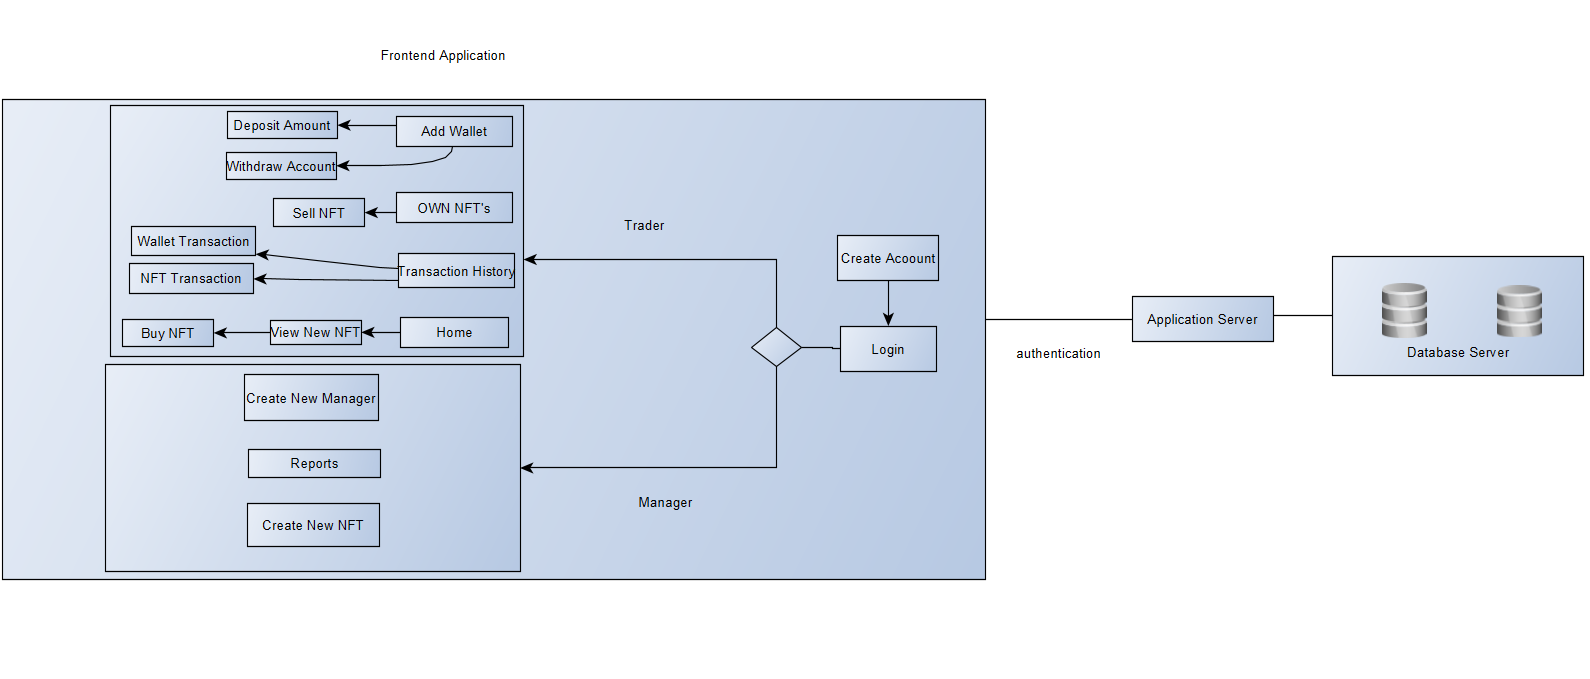 Frontend Application
Deposit Amount
Add Wallet
Withdraw Account
Sell NFT
OWN NFT's
Wallet Transaction
NFT Transaction
Transaction History
Buy NFT
View New NFT
Home
Trader
Create Acoount
Login
Create New Manager
Reports
Create New NFT
Manager
authentication
Application Server
Database Server